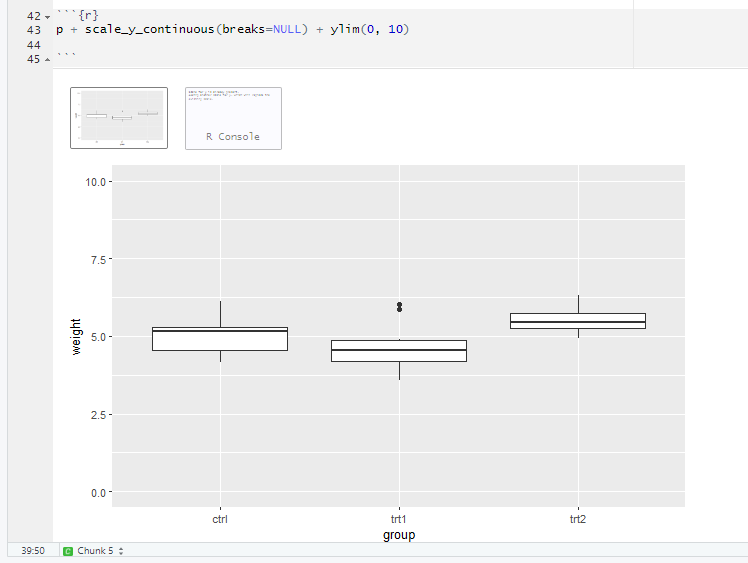 42 ```{r}
43 p + scale_y_continuous(breaks=NULL) + ylim(0, 10)
44
45 ```
R Console
10.0
7.5
5.0
2.5
0.0
weight
ctrl trt1 trt2
group
39:50 C Chunk 5